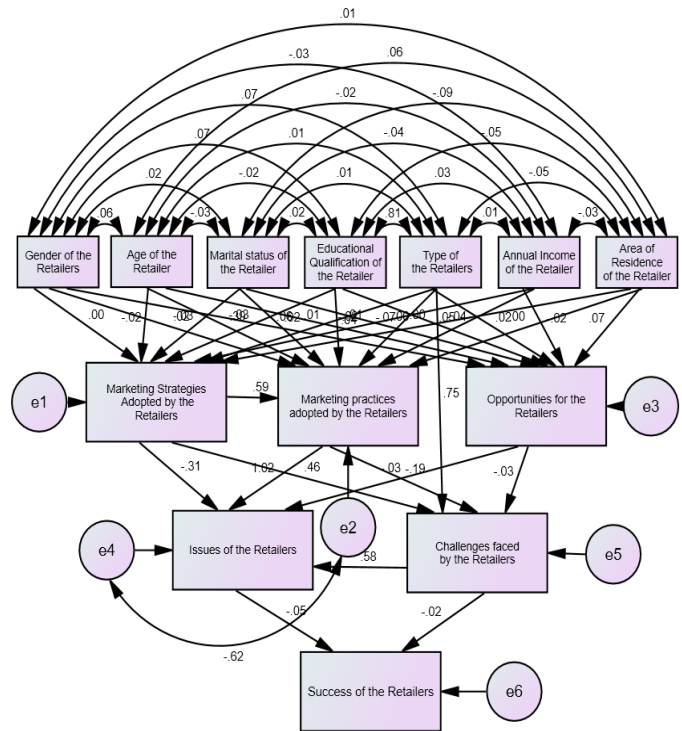 .01
-.03
.06
.07
-.02
-.09
.07
.01
-.04
-.05
.02
-.02
.01
.03
-.05
.06
-.03
.02
.81
.01
-.03
Gender of the
Retailers
Age of the
Retailer
Marital status of
the Retailer
Educational
Qualification of
the Retailer
Type of
the Retailers
Annual Income
of the Retailer
Area of
Residence
of the Retailer
.00
-.02
.01
.02
.07
e1
Marketing Strategies
Adopted by the
Retailers
.59
Marketing practices
adopted by the Retailers
.75
Opportunities for the
Retailers
e3
-.31
1.02
.46
-.03
-.19
-.03
e4
Issues of the Retailers
e2
.58
Challenges faced
by the Retailers
e5
-.05
-.02
-.62
Success of the Retailers
e6